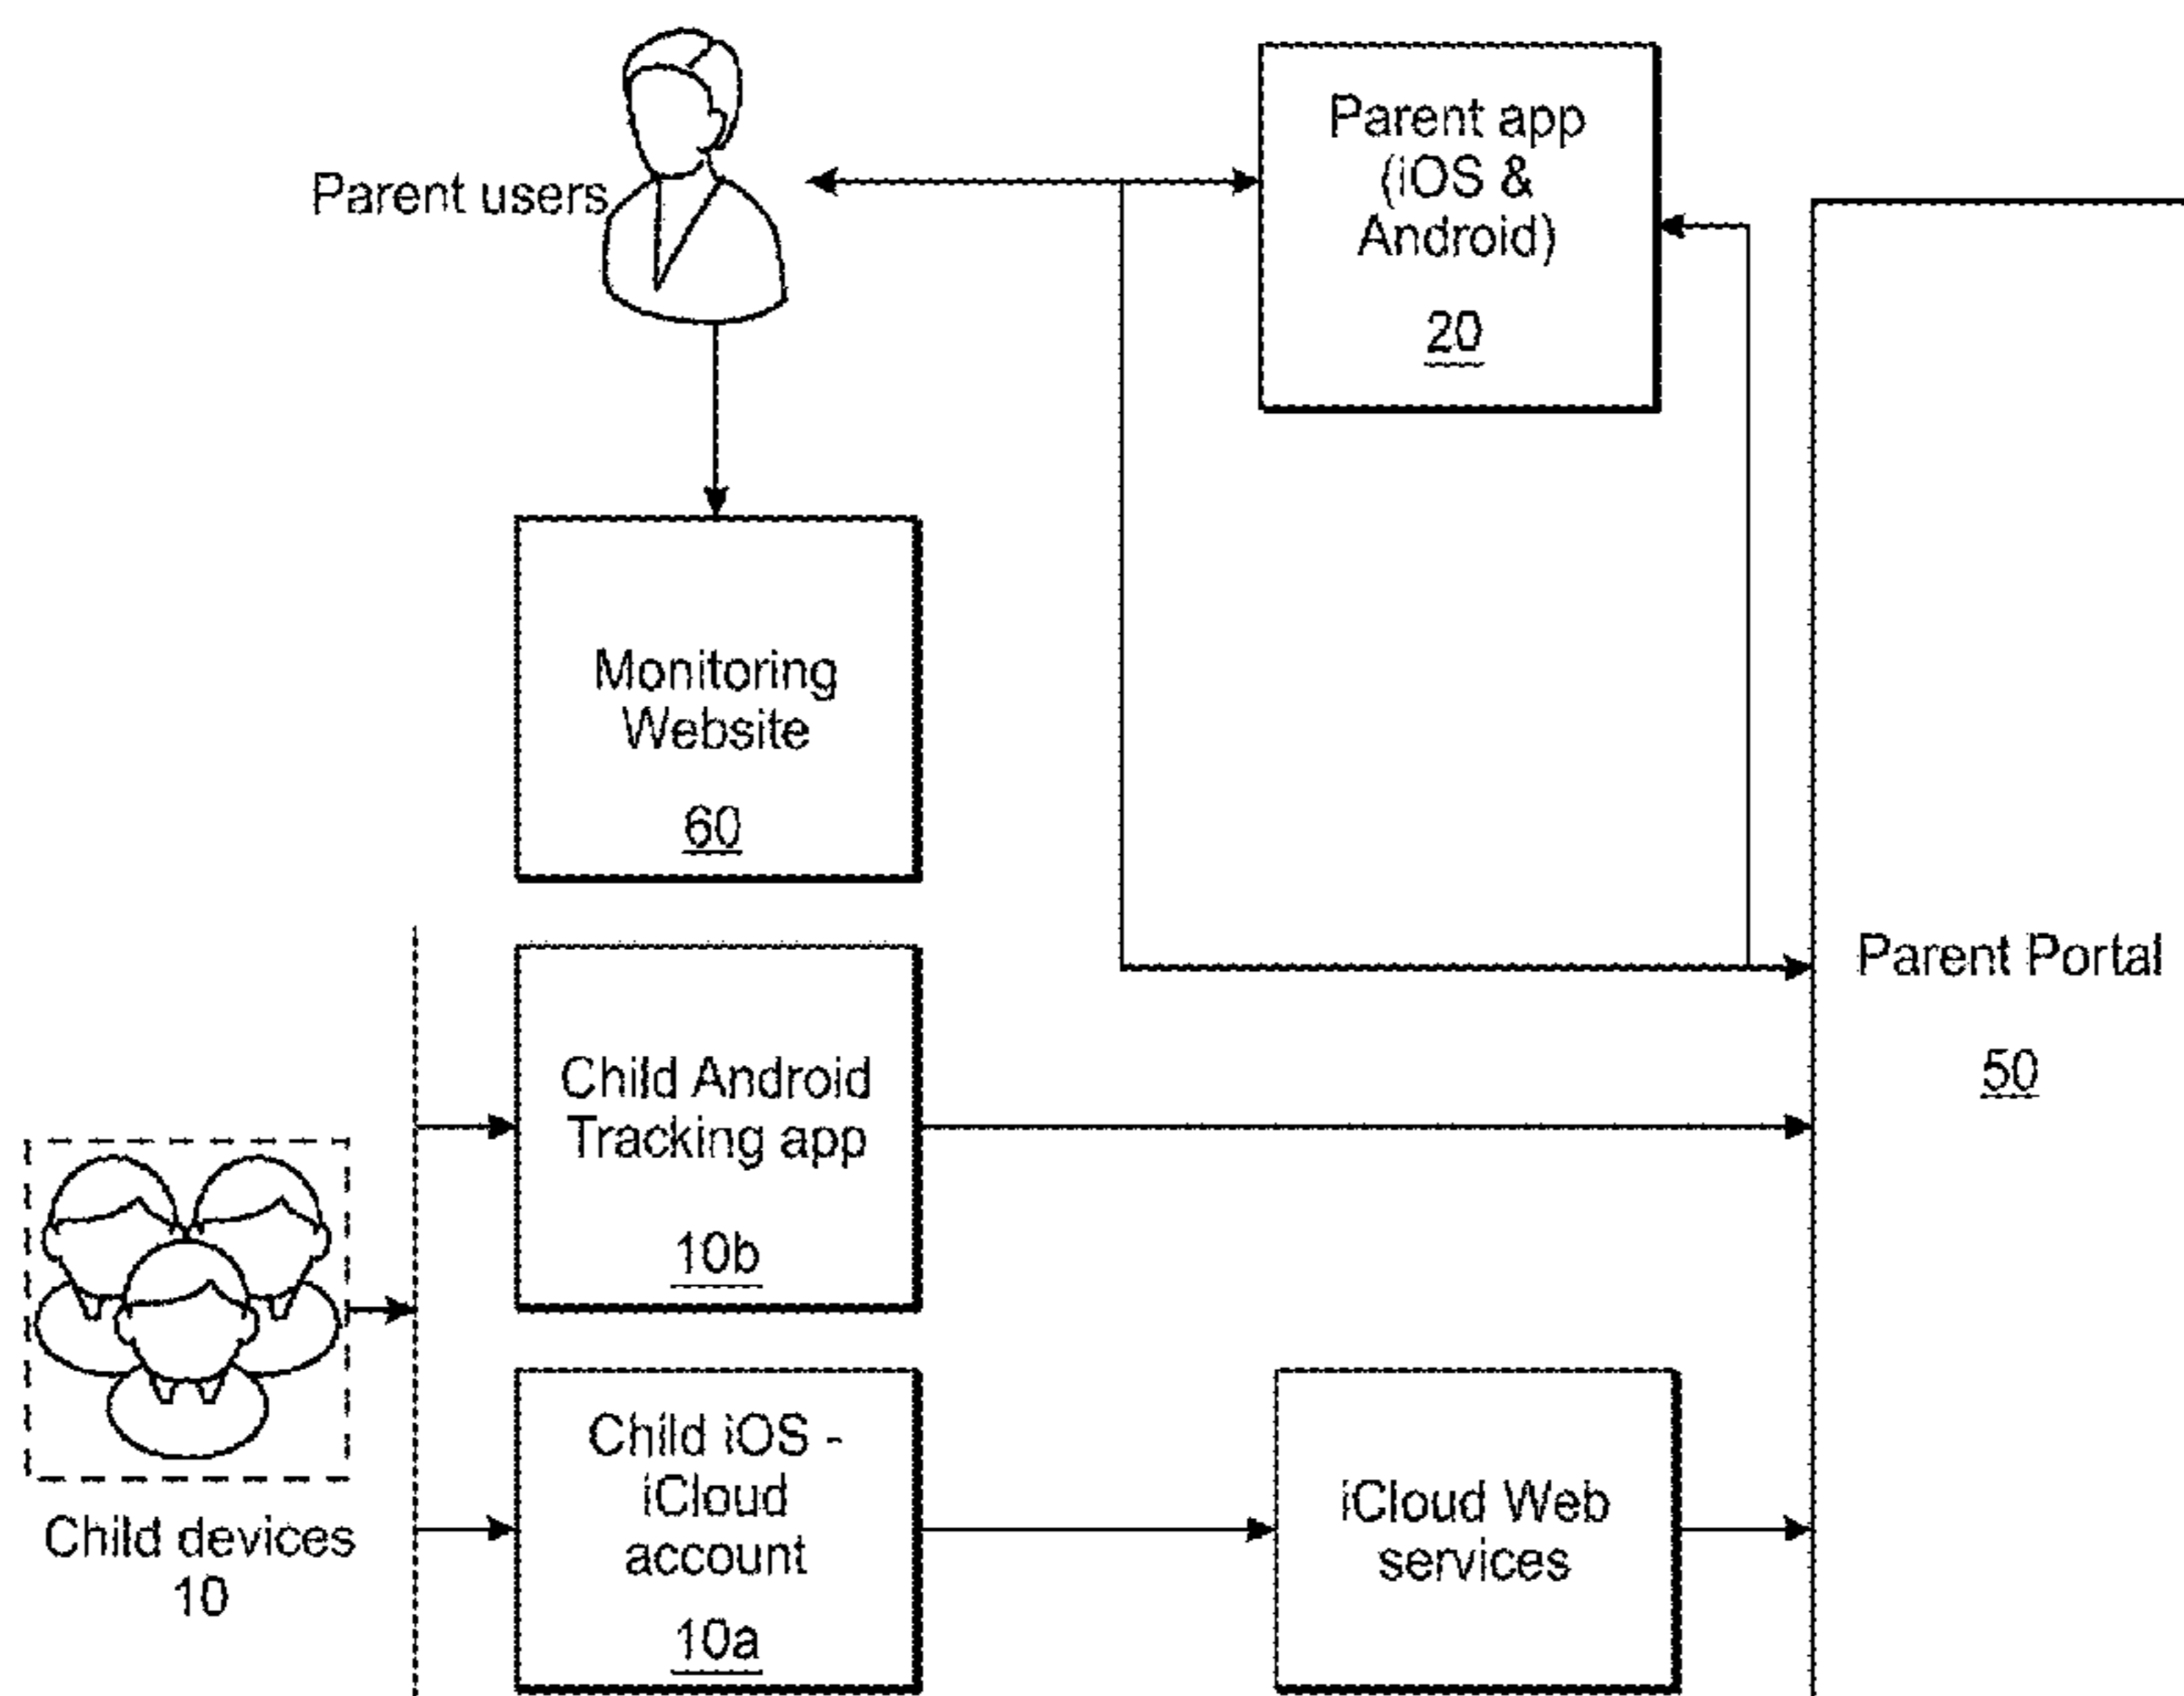 Parent users
Parent app
(iOS &
Android)
20
Monitoring
Website
60
Parent Portal
50
Child Android
Tracking app
10b
Child devices
10
Child iOS -
iCloud
account
10a
iCloud Web
services